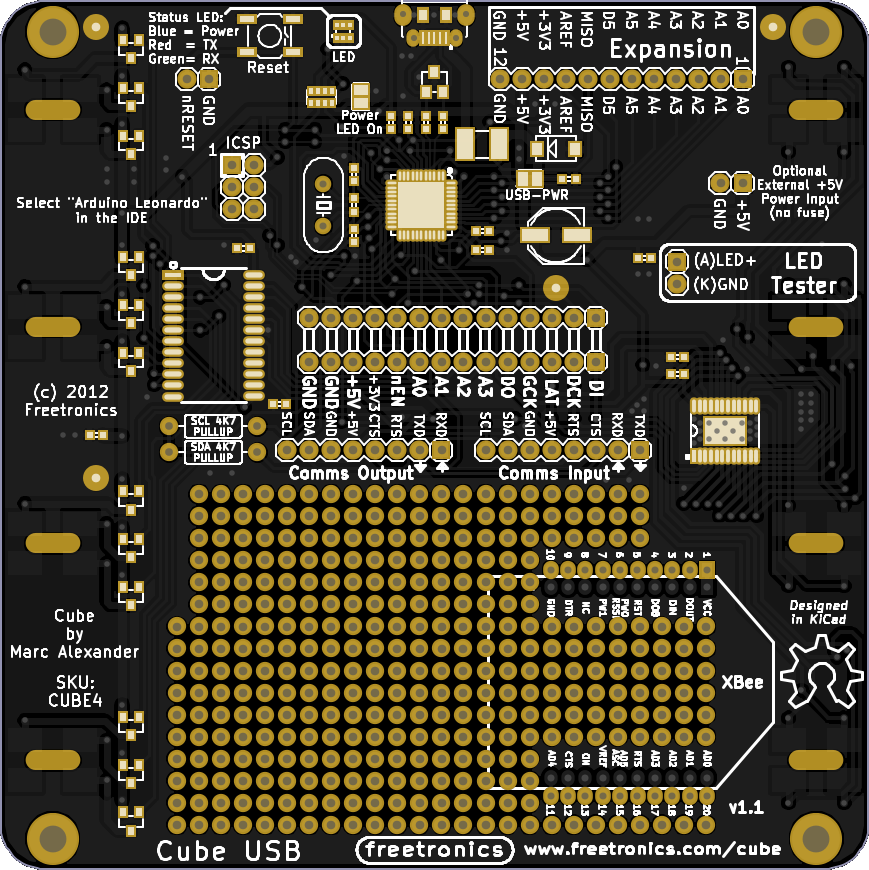 Status LED:
Blue = Power
Red = TX
Green= RX
Reset
LED
nRESET
GND
Power
LED On
GND 12
+5V
+3V3
AREF
MISO
D5
A5
A4
A3
A2
A1
A0
Expansion
1
GND
+5V
+3V3
AREF
MISO
D5
A5
A4
A3
A2
A1
A0
ICSP
1
Select "Arduino Leonardo"
in the IDE
USB-PWR
Optional
External +5V
Power Input
(no fuse)
GND
+5V
(A)LED+
(K)GND
LED
Tester
GND
GND
+5V
+3V3
nEN
A0
A1
A2
A3
DO
GCK
LAT
DCK
DI
(c) 2012
Freetronics
SCL 4K7
PULLUP
SDA 4K7
PULLUP
SCL
SDA
GND
+5V
CTS
RTS
TXD
RXD
SCL
SDA
GND
+5V
RTS
CTS
RXD
TXD
Comms Output
Comms Input
10
9
8
7
6
5
4
3
2
1
GND
DTR
NC
PW1
PW0
RSSI
RST
DO8
DIN
DOUT
VCC
Designed
in KiCad
Cube
by
Marc Alexander
SKU:
CUBE4
XBee
AD4
CTS
ON
VREF
ASC
RTS
AD3
AD2
AD1
AD0
11
12
13
14
15
16
17
18
19
20
v1.1
Cube USB
freetronics
www.freetronics.com/cube